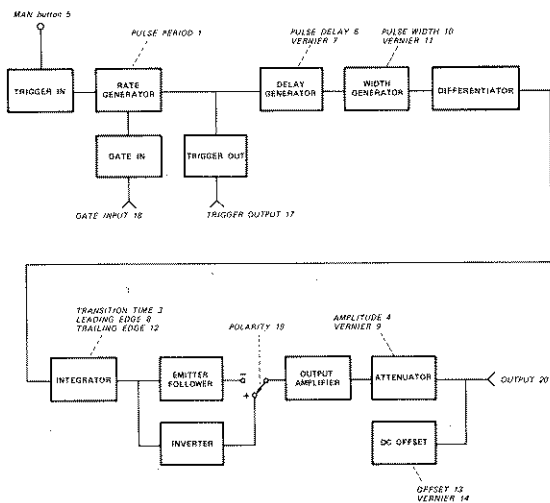 MAN button 5
PULSE PERIOD 1
PULSE DELAY 6
VERNIER 7
PULSE WIDTH 10
VERNIER 11
TRIGGER IN
RATE
GENERATOR
DELAY
GENERATOR
WIDTH
GENERATOR
DIFFERENTIATOR
GATE IN
TRIGGER OUT
GATE INPUT 18
TRIGGER OUTPUT 17
TRANSITION TIME 3
LEADING EDGE 8
TRAILING EDGE 12
POLARITY 19
AMPLITUDE 4
VERNIER 9
INTEGRATOR
EMITTER
FOLLOWER
-
+
OUTPUT
AMPLIFIER
ATTENUATOR
OUTPUT 20
INVERTER
DC OFFSET
OFFSET 13
VERNIER 14